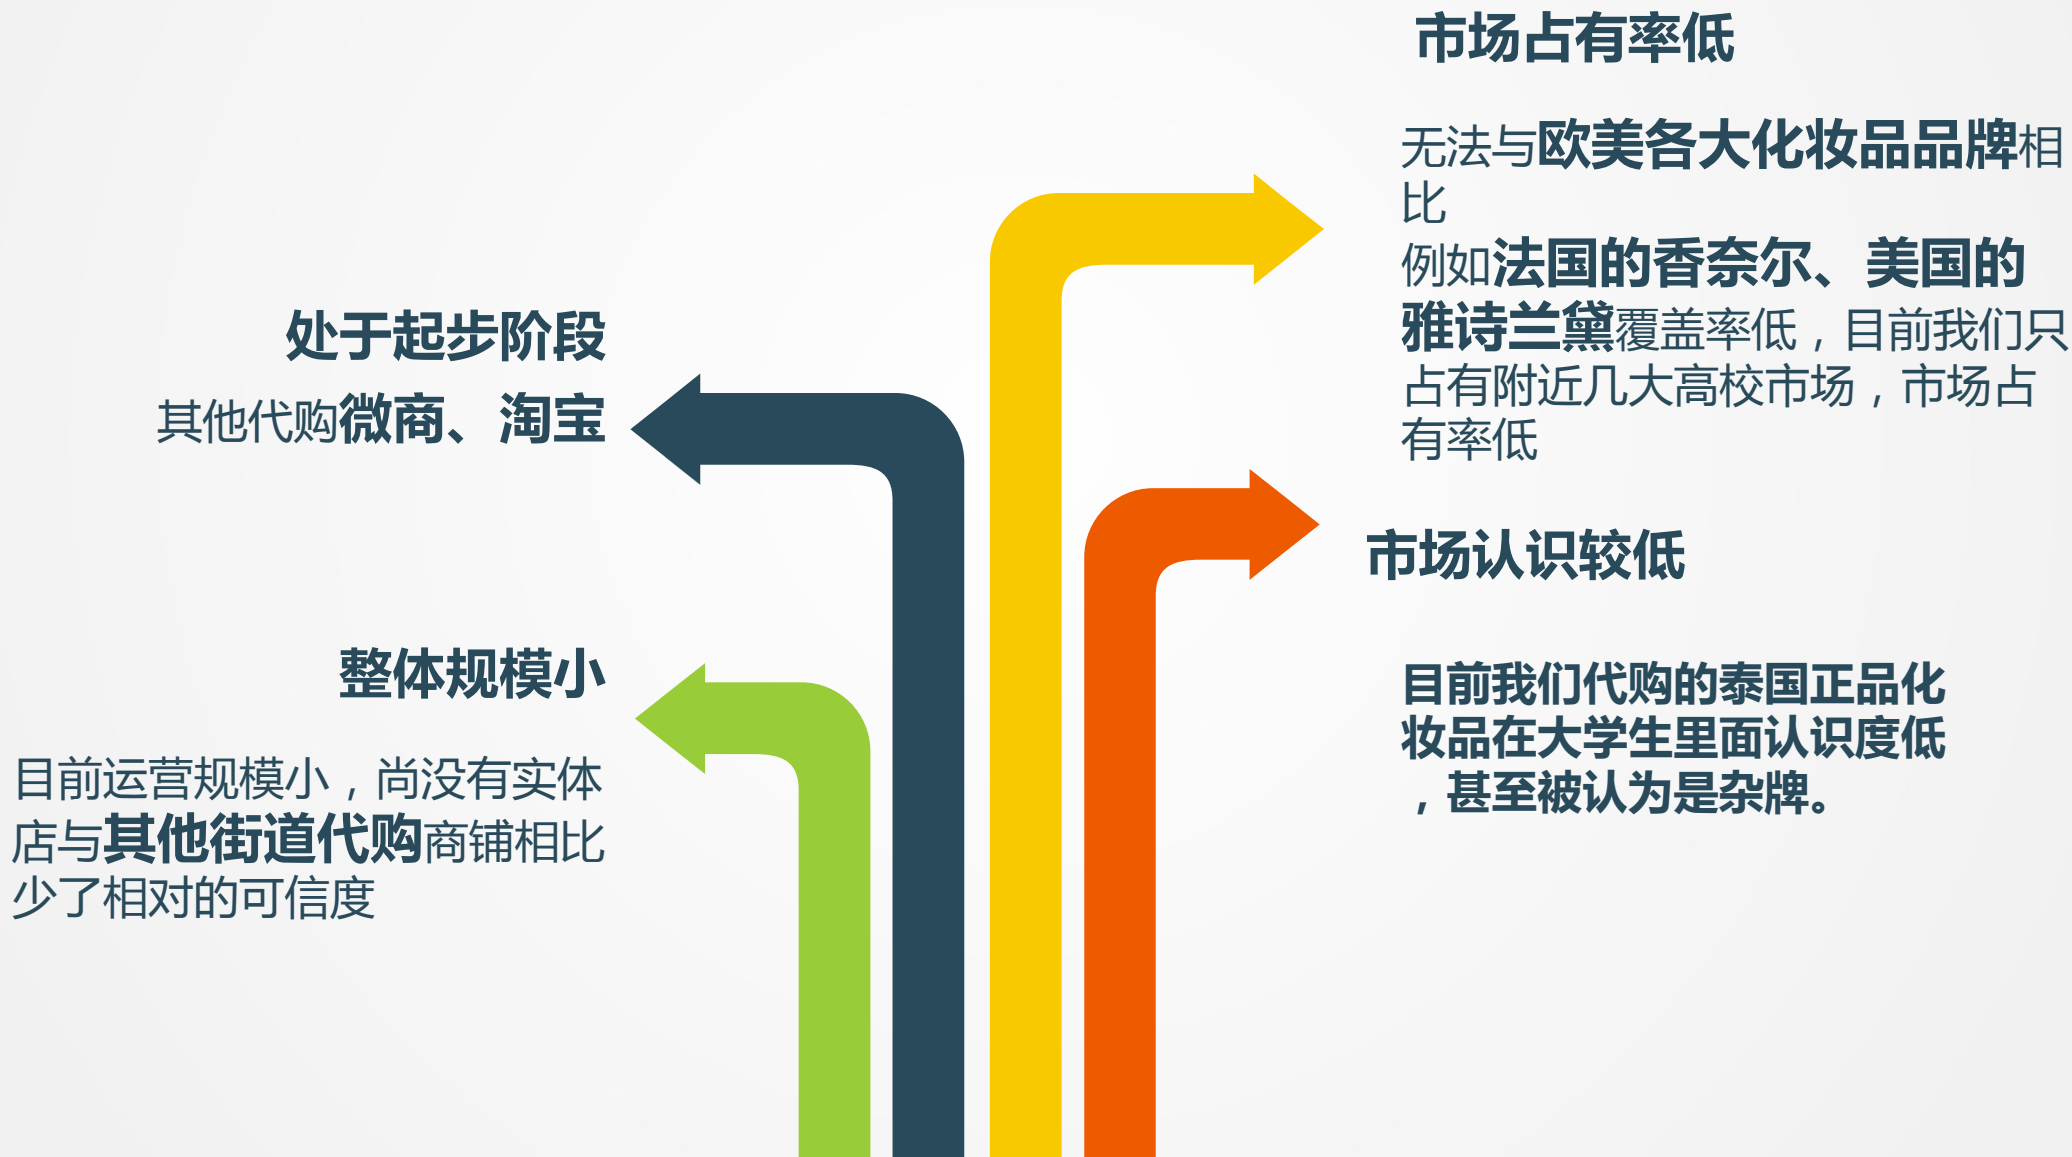 市场占有率低
无法与欧美各大化妆品品牌相
比
例如法国的香奈尔、美国的
雅诗兰黛覆盖率低，目前我们只
占有附近几大高校市场，市场占
有率低
处于起步阶段
其他代购微商、淘宝
市场认识较低
目前我们代购的泰国正品化
妆品在大学生里面认识度低
，甚至被认为是杂牌。
整体规模小
目前运营规模小，尚没有实体
店与其他街道代购商铺相比
少了相对的可信度